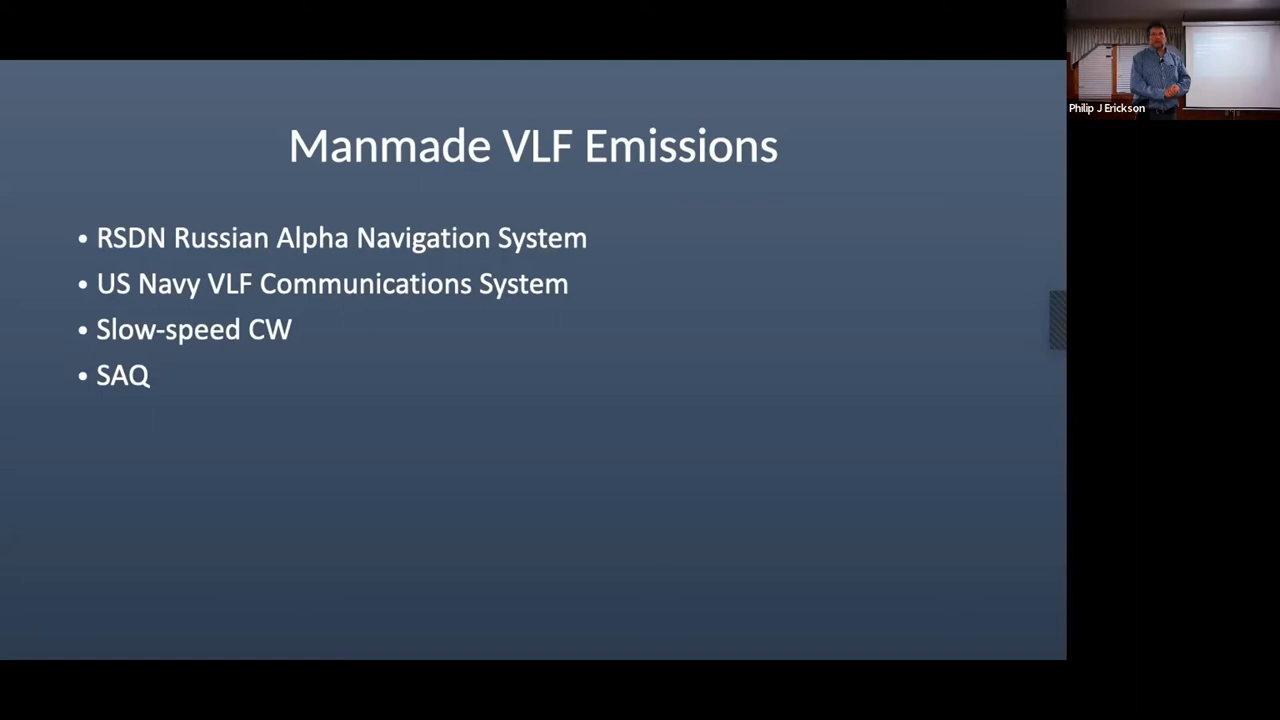 Manmade VLF Emissions
• RSDN Russian Alpha Navigation System
• US Navy VLF Communications System
• Slow-speed CW
• SAQ
Philip J Erickson